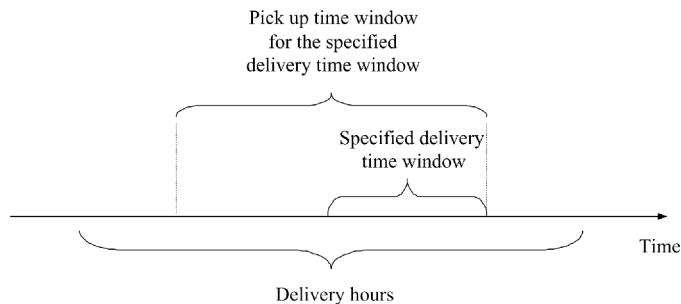 Pick up time window
for the specified
delivery time window
Specified delivery
time window
Time
Delivery hours